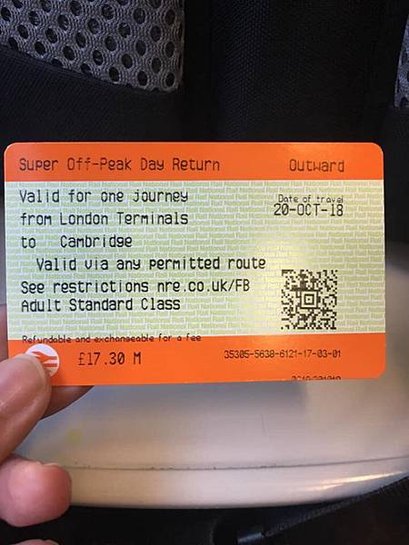 Super Off-Peak Day Return Outward
Valid for one journey
from London Terminals
to Cambridge
Date of travel
20-OCT-18
Valid via any permitted route
See restrictions nre.co.uk/FB
Adult Standard Class
Refundable and exchangeable for a fee
£17.30 M 35305-5638-6121-17-03-01